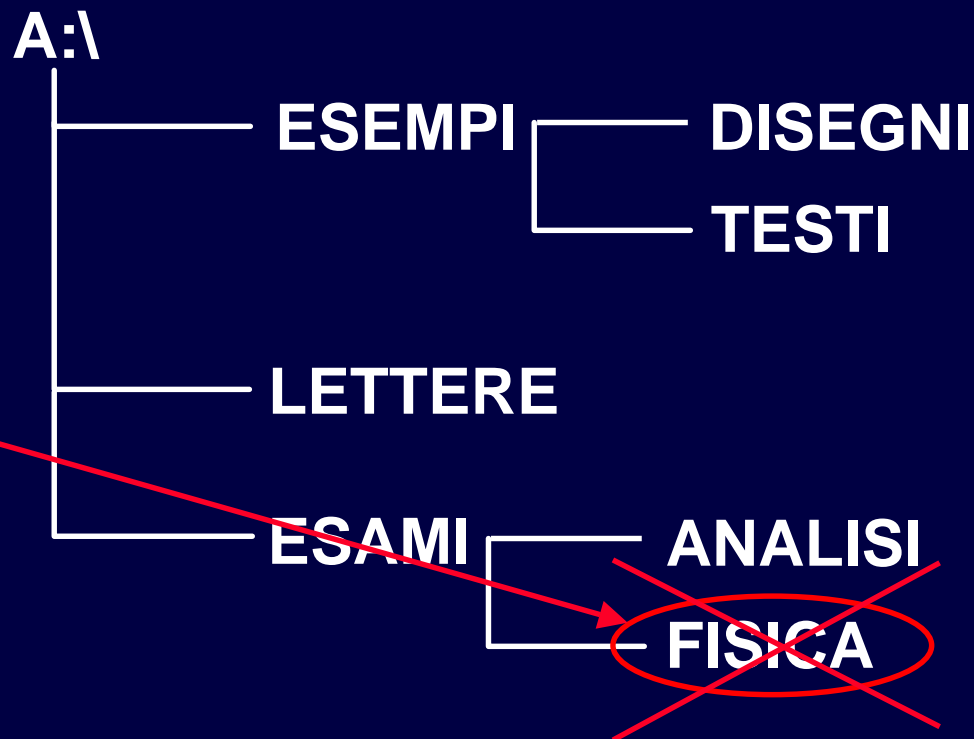 A:\
ESEMPI DISEGNI
TESTI
LETTERE
ESAMI ANALISI
FISICA